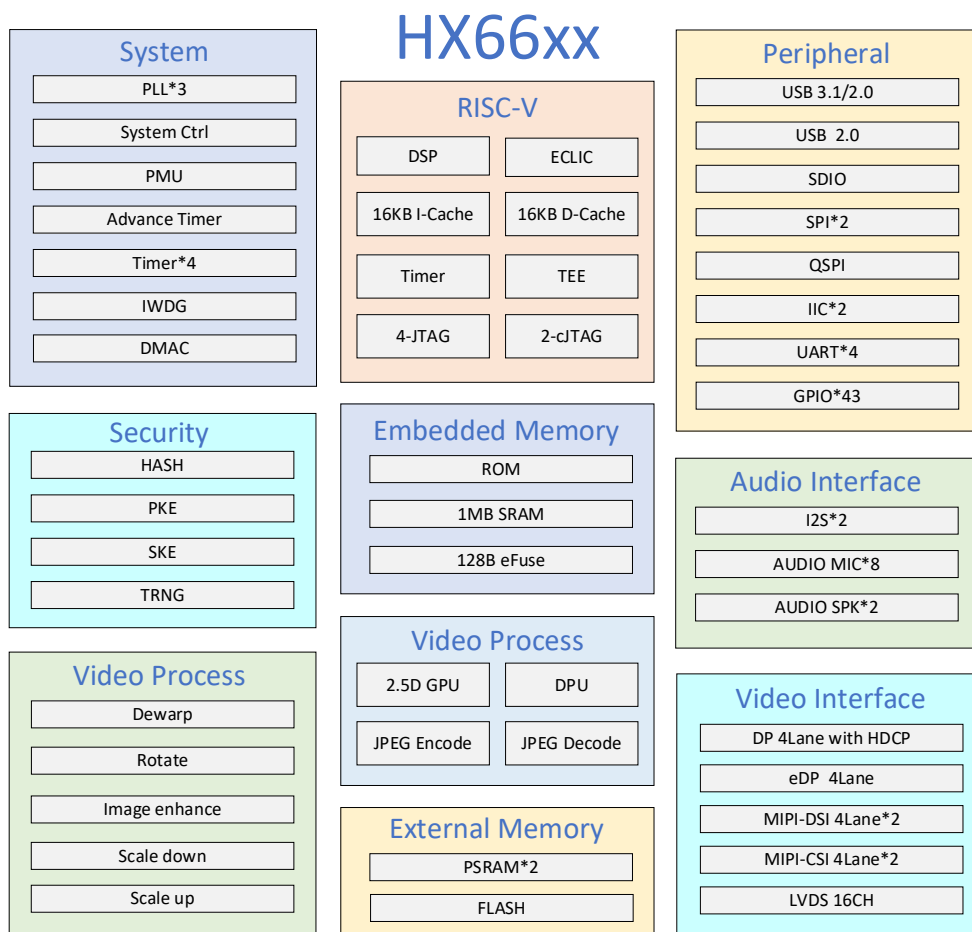 HX66xx
System
PLL*3
System Ctrl
PMU
Advance Timer
Timer*4
IWDG
DMAC
Security
HASH
PKE
SKE
TRNG
Video Process
Dewarp
Rotate
Image enhance
Scale down
Scale up
RISC-V
DSP
ECLIC
16KB I-Cache
16KB D-Cache
Timer
TEE
4-JTAG
2-cJTAG
Embedded Memory
ROM
1MB SRAM
128B eFuse
Video Process
2.5D GPU
DPU
JPEG Encode
JPEG Decode
External Memory
PSRAM*2
FLASH
Peripheral
USB 3.1/2.0
USB 2.0
SDIO
SPI*2
QSPI
IIC*2
UART*4
GPIO*43
Audio Interface
I2S*2
AUDIO MIC*8
AUDIO SPK*2
Video Interface
DP 4Lane with HDCP
eDP 4Lane
MIPI-DSI 4Lane*2
MIPI-CSI 4Lane*2
LVDS 16CH